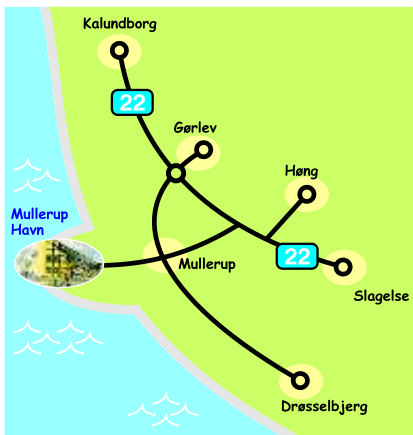 Kalundborg
22
Gørlev
Høng
Mullerup
Havn
Mullerup
22
Slagelse
Drøsselbjerg